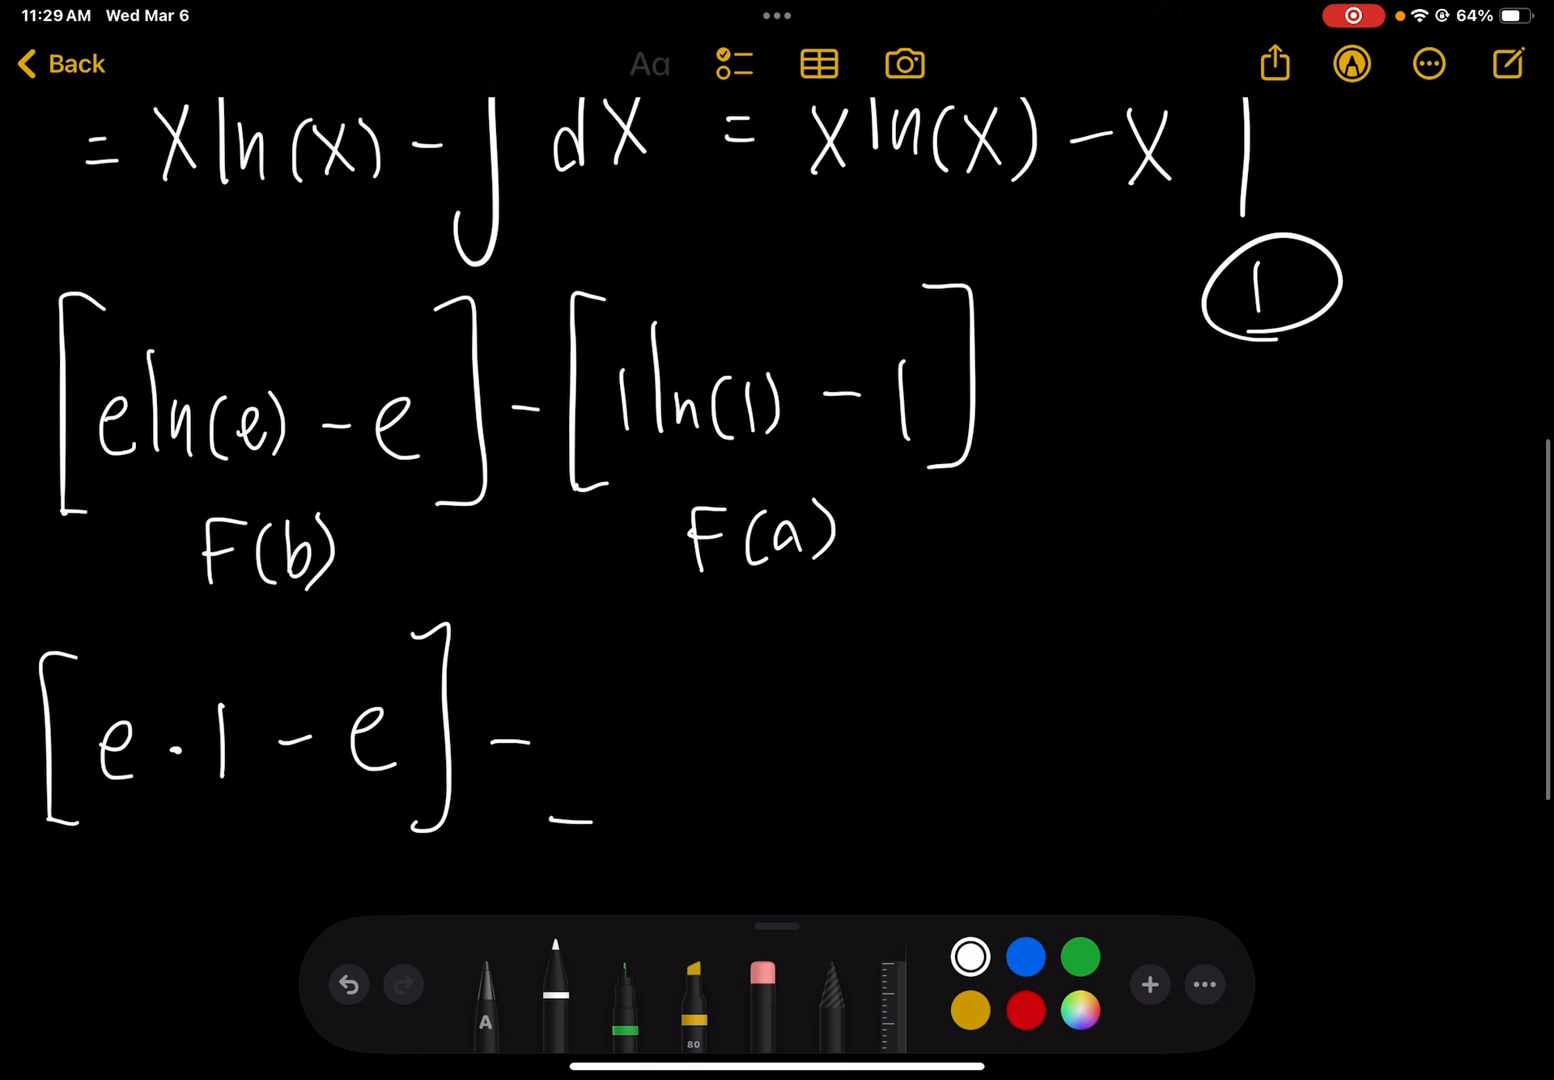 11:29 AM Wed Mar 6
64%
Back
Aa
= x ln(x) - ∫ dx = x ln(x) - x |
1
[e ln(e) - e] - [1 ln(1) - 1]
F(b) F(a)
[e · 1 - e] -
A
80